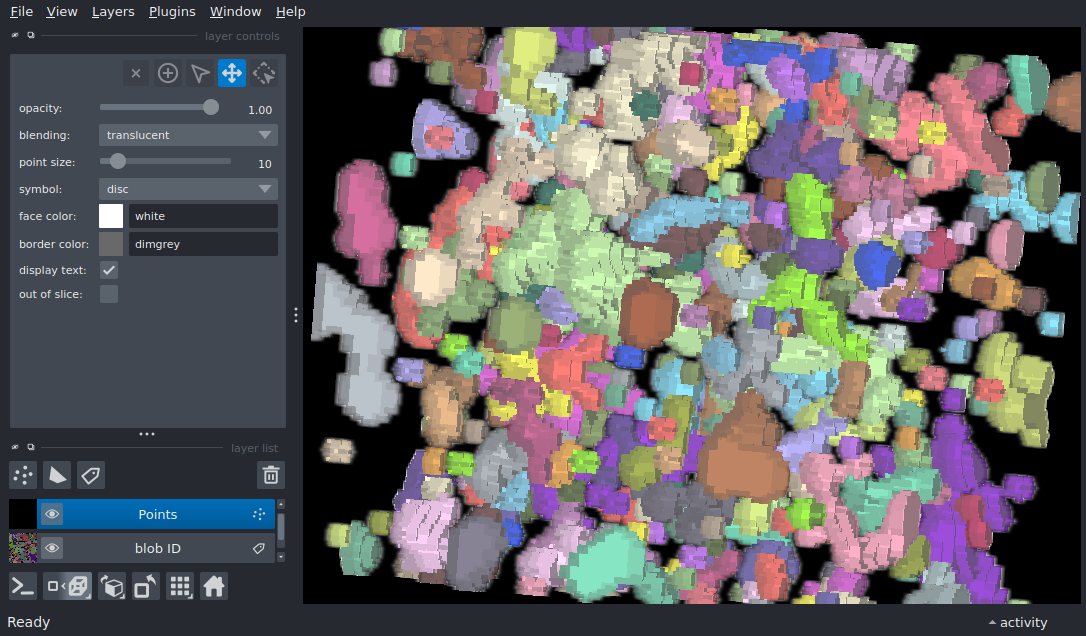 File View Layers Plugins Window Help
layer controls
opacity: 1.00
blending: translucent
point size: 10
symbol: disc
face color: white
border color: dimgrey
display text:
out of slice:
layer list
Points
blob ID
Ready activity